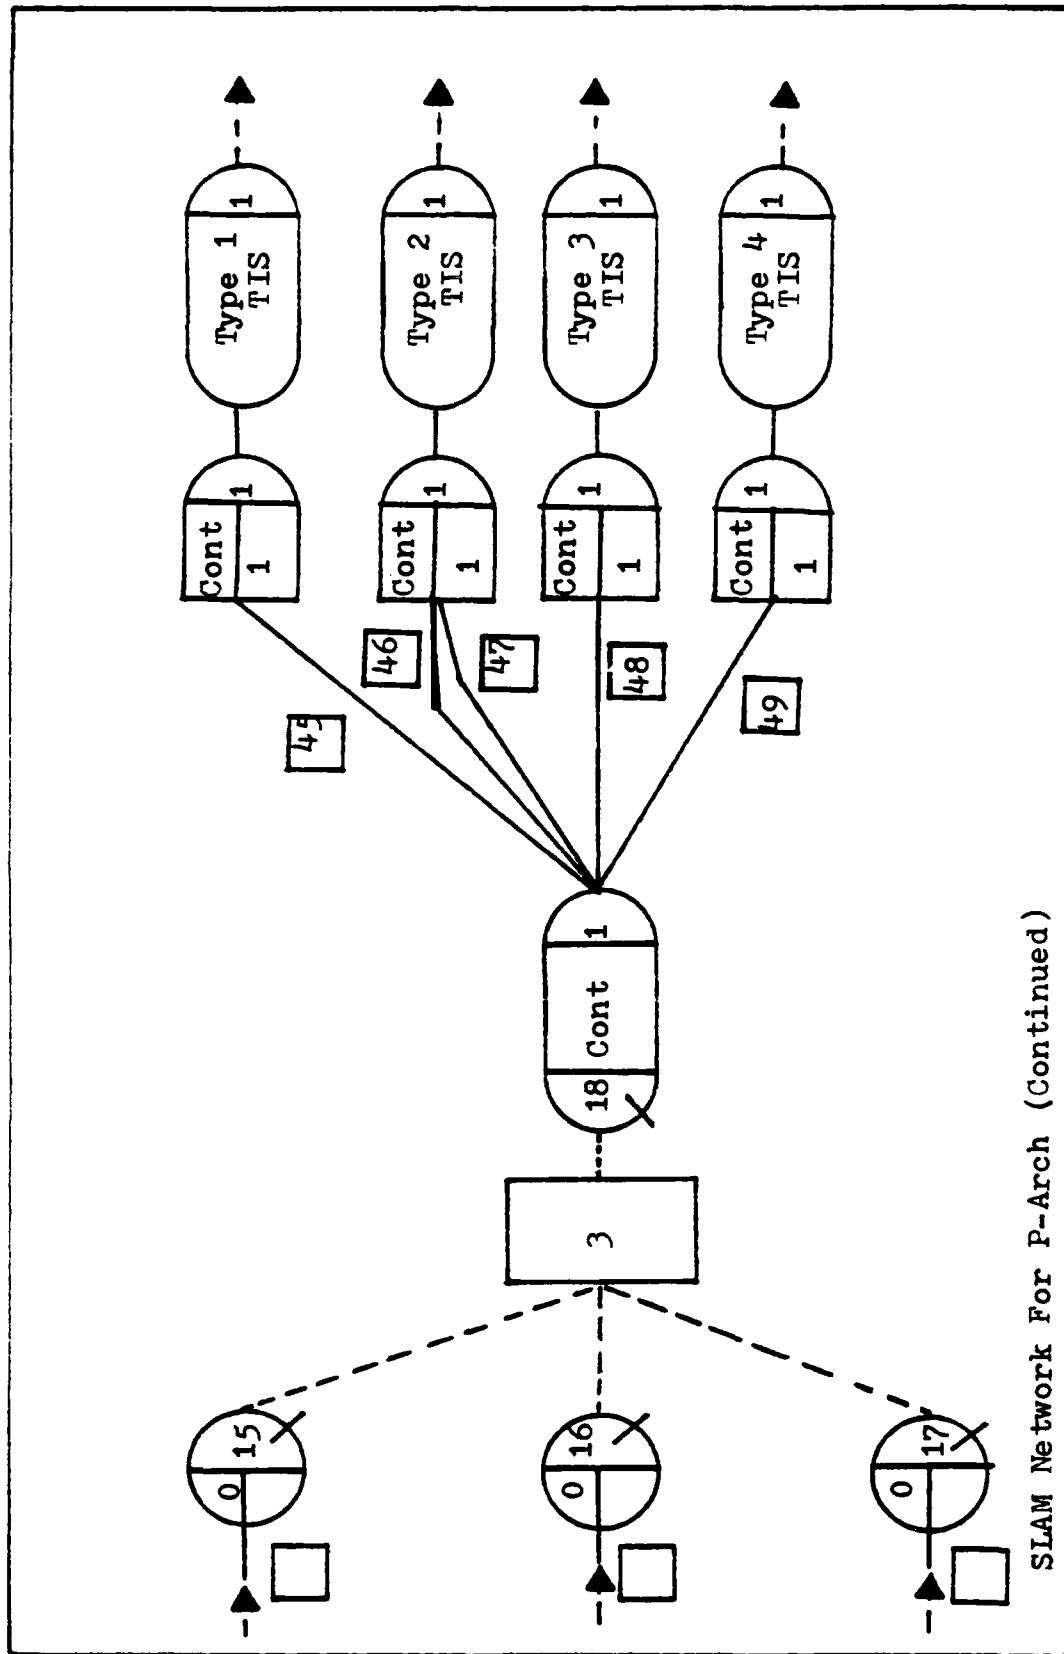 0 15
0 16
0 17
3
18 Cont 1
45
46
47
48
49
Cont
1 1
Type 1
TIS 1
Cont
1 1
Type 2
TIS 1
Cont
1 1
Type 3
TIS 1
Cont
1 1
Type 4
TIS 1
SLAM Network For P-Arch (Continued)